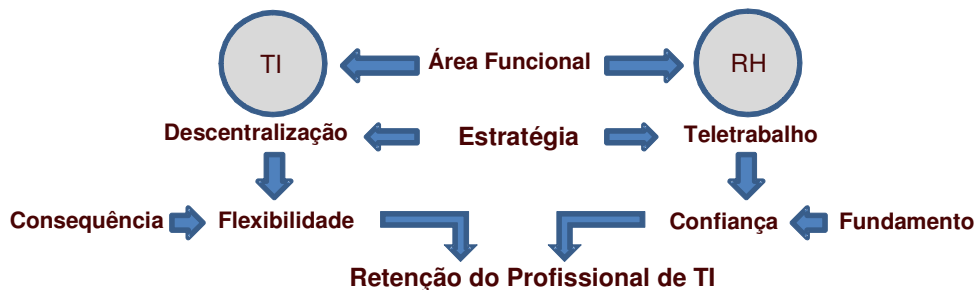 TI
Área Funcional
RH
Descentralização
Estratégia
Teletrabalho
Consequência
Flexibilidade
Confiança
Fundamento
Retenção do Profissional de TI